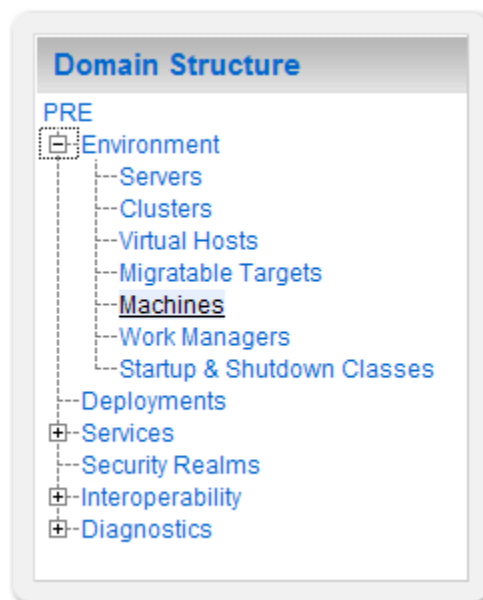 Domain Structure
PRE
Environment
Servers
Clusters
Virtual Hosts
Migratable Targets
Machines
Work Managers
Startup & Shutdown Classes
Deployments
Services
Security Realms
Interoperability
Diagnostics